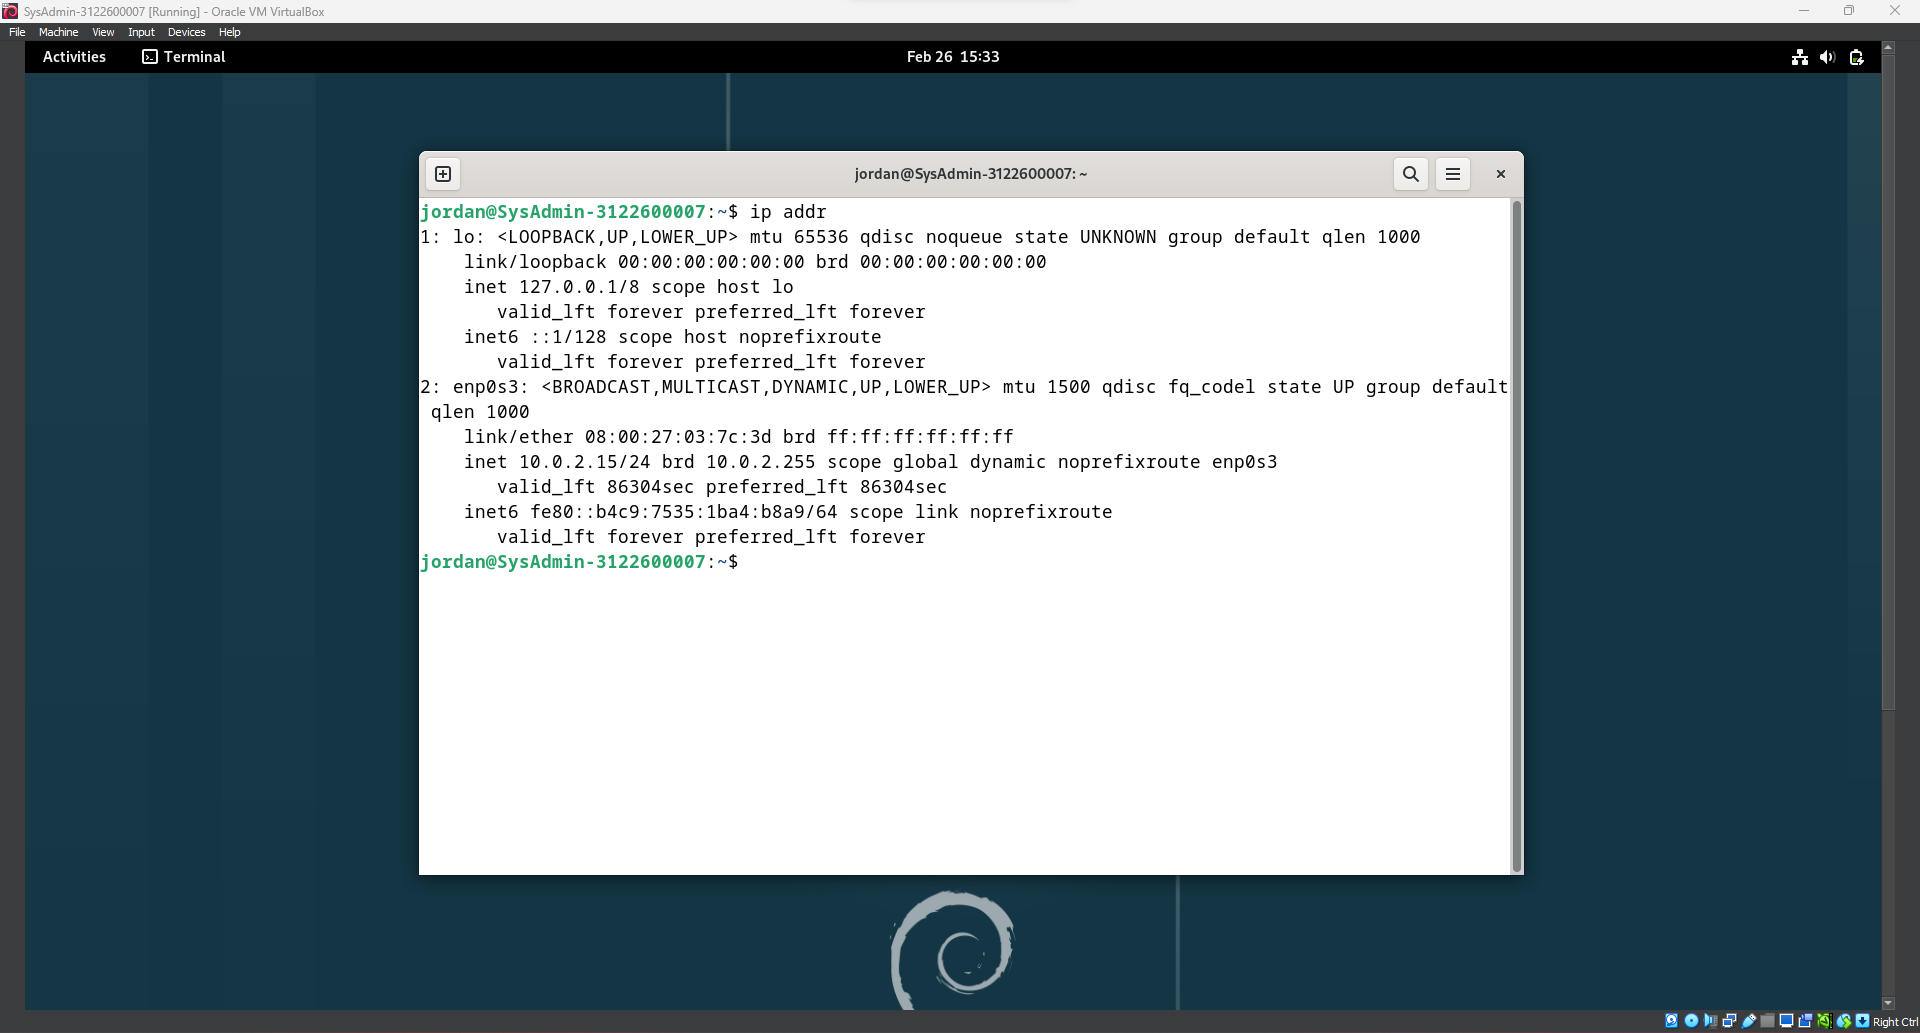 SysAdmin-3122600007 [Running] - Oracle VM VirtualBox
File Machine View Input Devices Help
Activities Terminal Feb 26 15:33
jordan@SysAdmin-3122600007: ~
jordan@SysAdmin-3122600007:~$ ip addr
1: lo: <LOOPBACK,UP,LOWER_UP> mtu 65536 qdisc noqueue state UNKNOWN group default qlen 1000
    link/loopback 00:00:00:00:00:00 brd 00:00:00:00:00:00
    inet 127.0.0.1/8 scope host lo
       valid_lft forever preferred_lft forever
    inet6 ::1/128 scope host noprefixroute
       valid_lft forever preferred_lft forever
2: enp0s3: <BROADCAST,MULTICAST,DYNAMIC,UP,LOWER_UP> mtu 1500 qdisc fq_codel state UP group default
 qlen 1000
    link/ether 08:00:27:03:7c:3d brd ff:ff:ff:ff:ff:ff
    inet 10.0.2.15/24 brd 10.0.2.255 scope global dynamic noprefixroute enp0s3
       valid_lft 86304sec preferred_lft 86304sec
    inet6 fe80::b4c9:7535:1ba4:b8a9/64 scope link noprefixroute
       valid_lft forever preferred_lft forever
jordan@SysAdmin-3122600007:~$
Right Ctrl